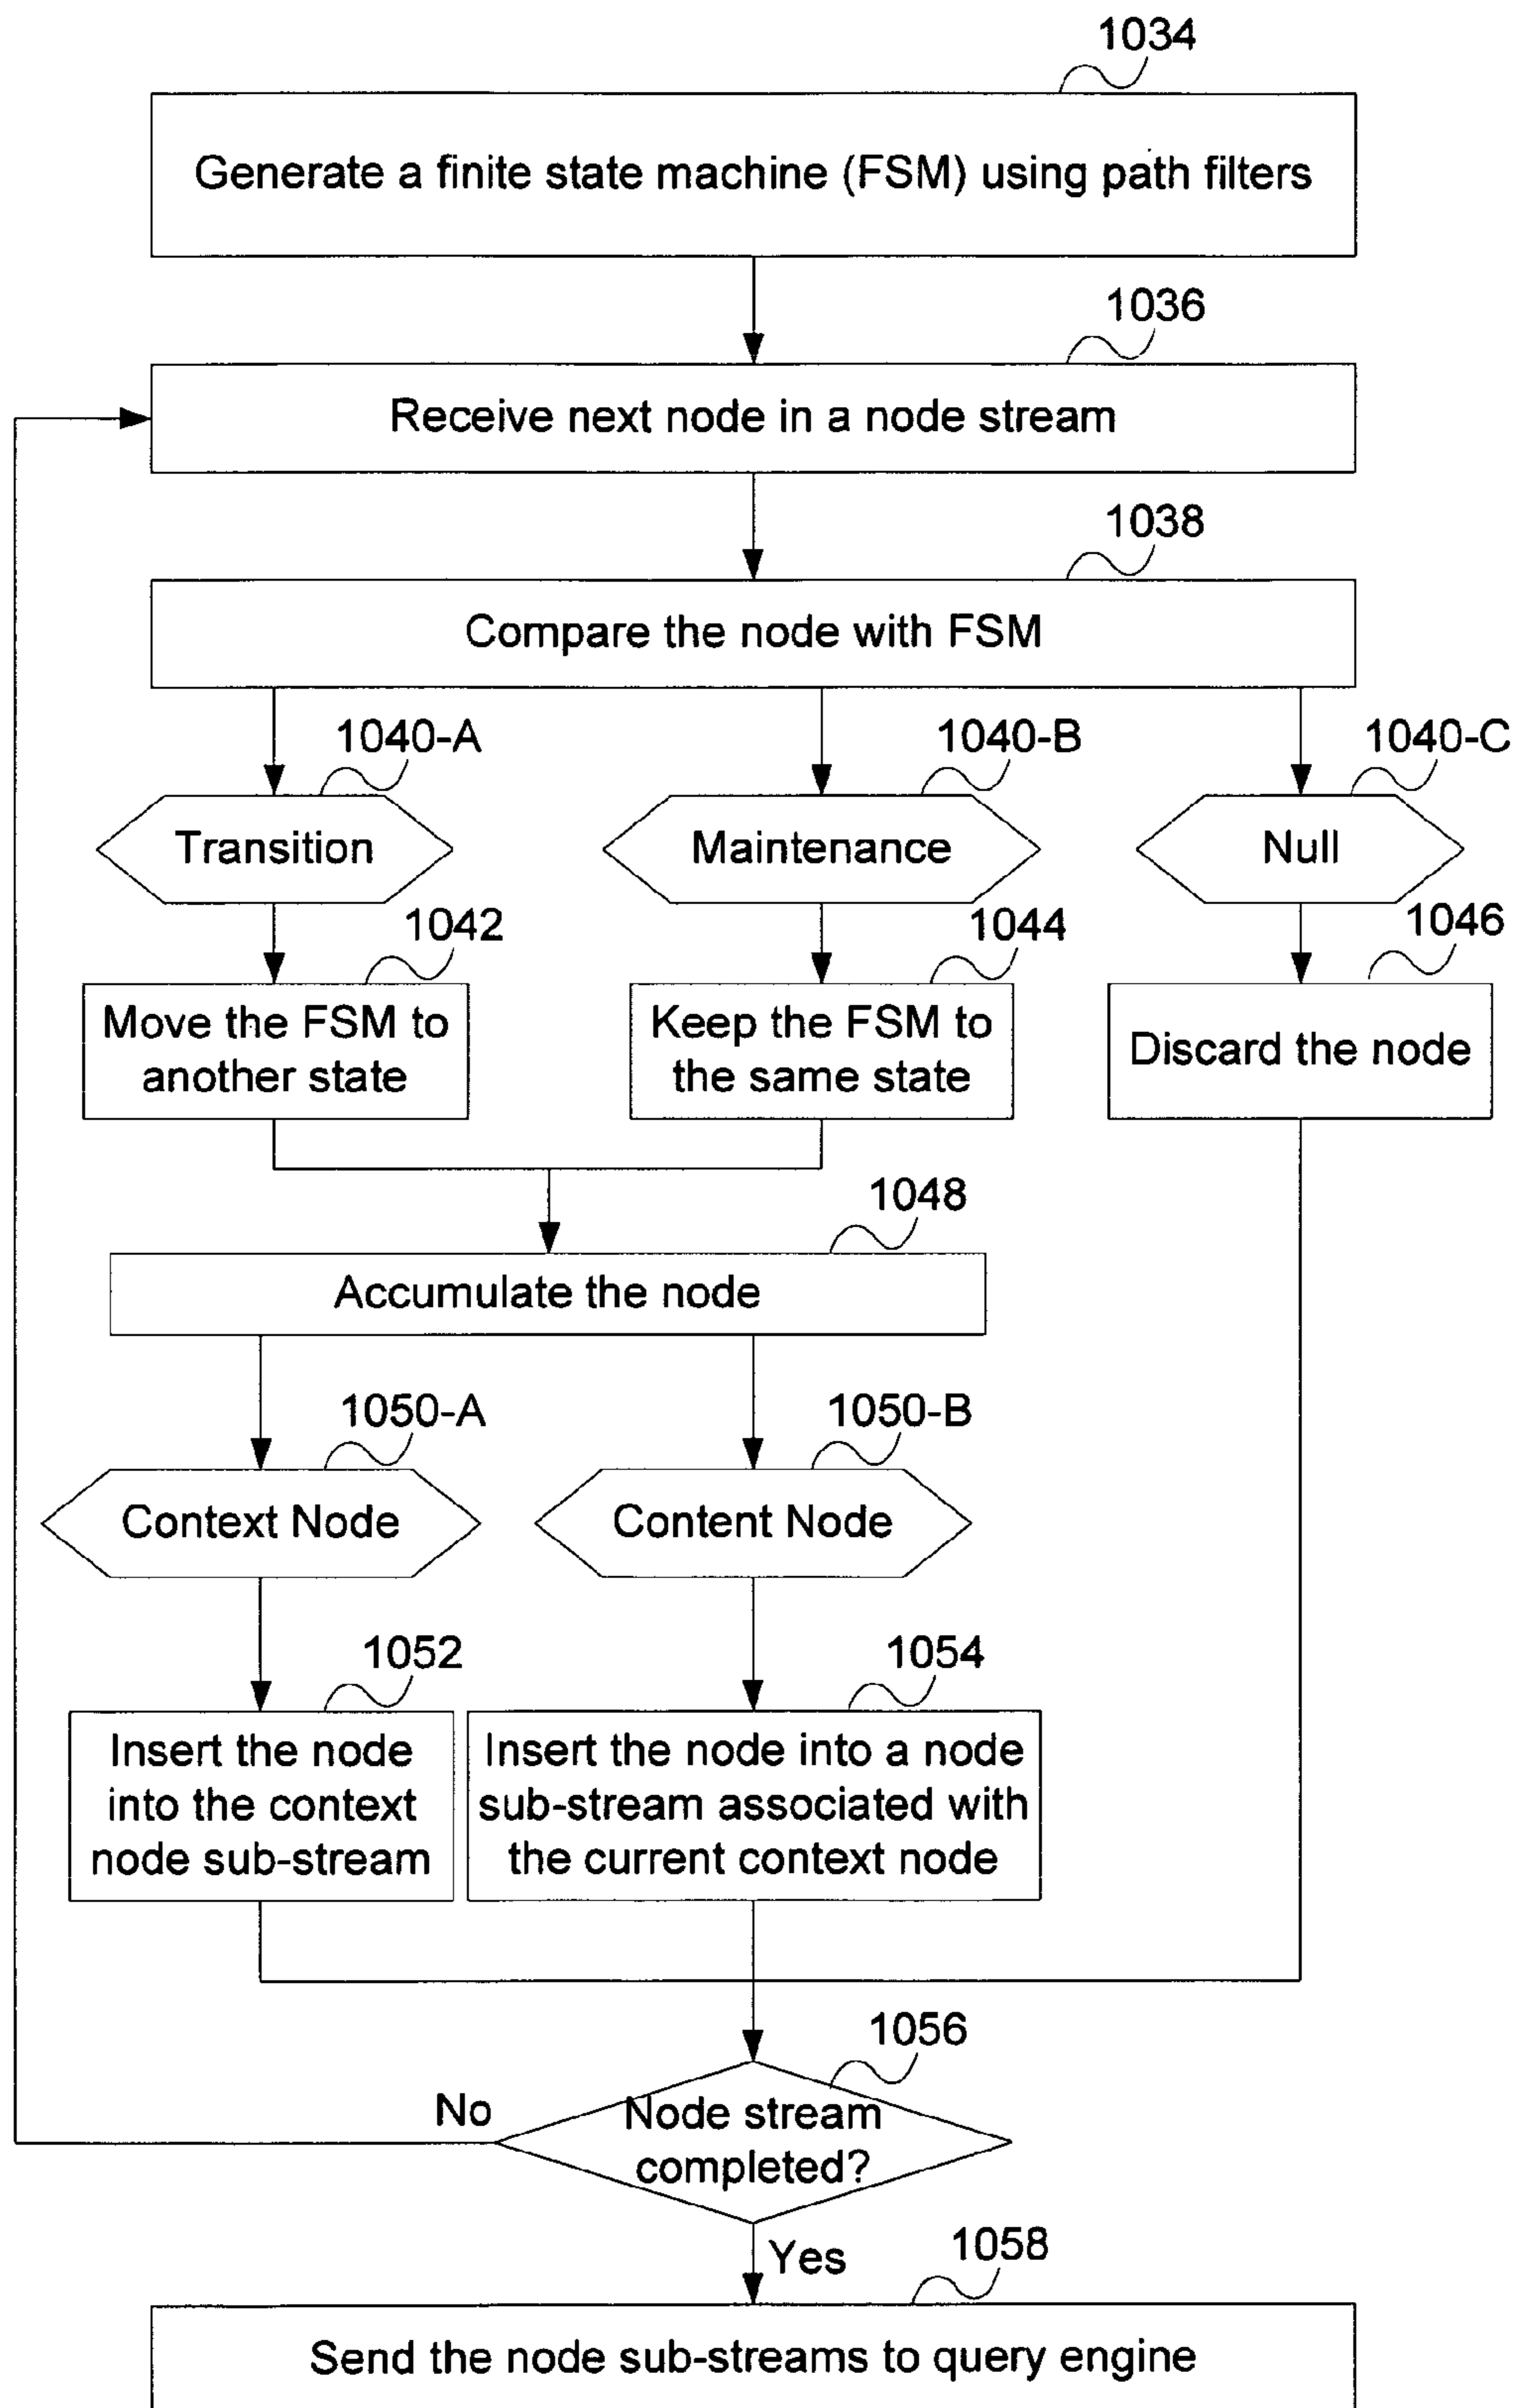 1034
Generate a finite state machine (FSM) using path filters
1036
Receive next node in a node stream
1038
Compare the node with FSM
1040-A
1040-B
1040-C
Transition
Maintenance
Null
1042
1044
1046
Move the FSM to
another state
Keep the FSM to
the same state
Discard the node
1048
Accumulate the node
1050-A
1050-B
Context Node
Content Node
1052
1054
Insert the node
into the context
node sub-stream
Insert the node into a node
sub-stream associated with
the current context node
1056
No
Node stream
completed?
Yes
1058
Send the node sub-streams to query engine